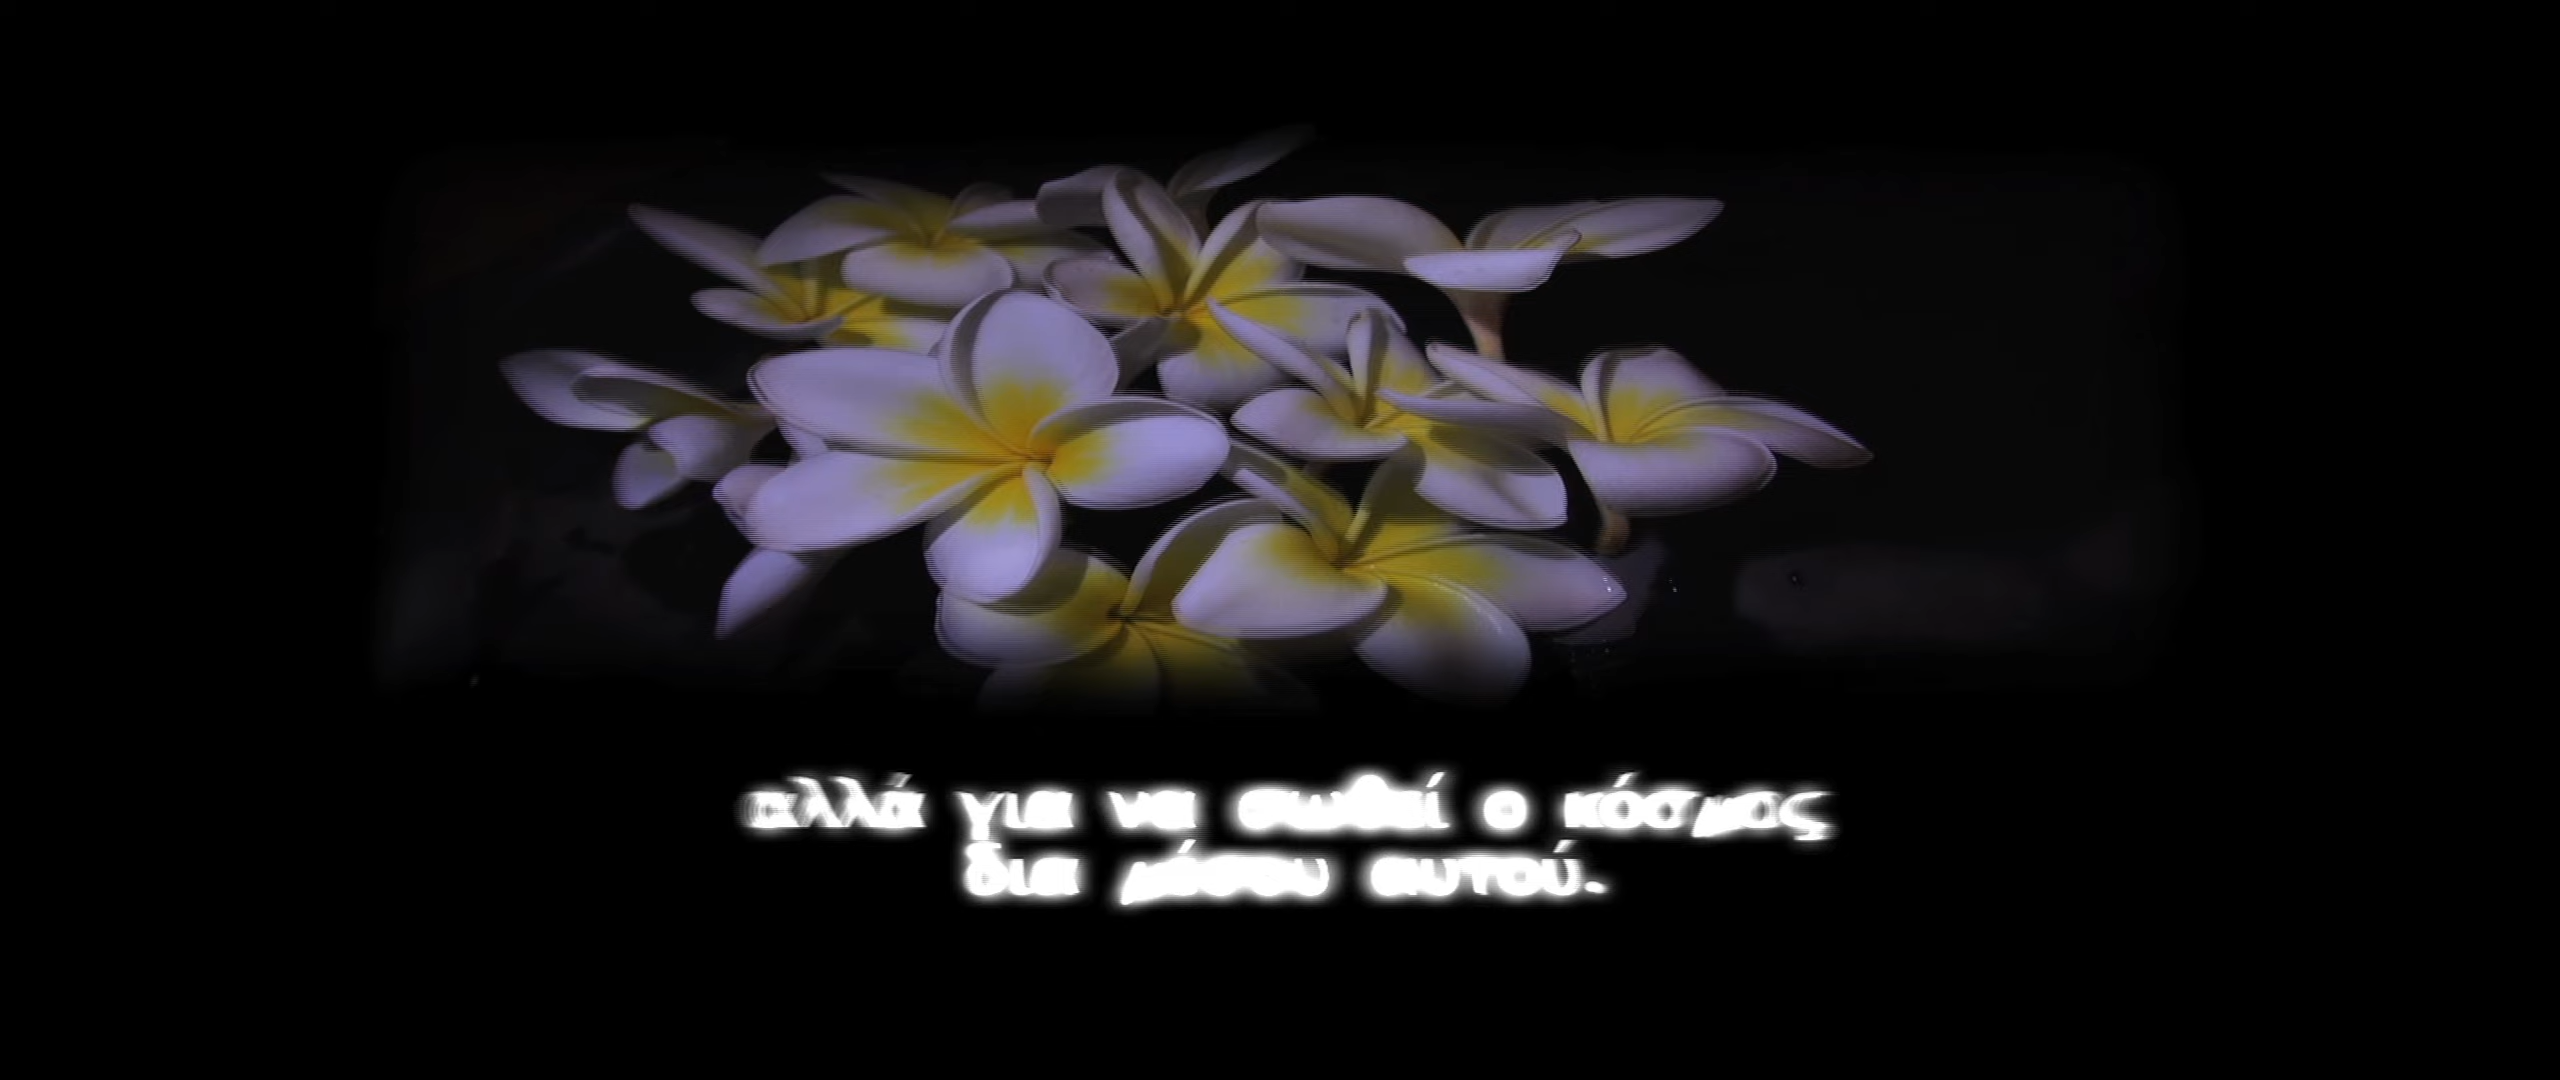 αλλά για να σωθεί ο κόσμος
δια μέσου αυτού.